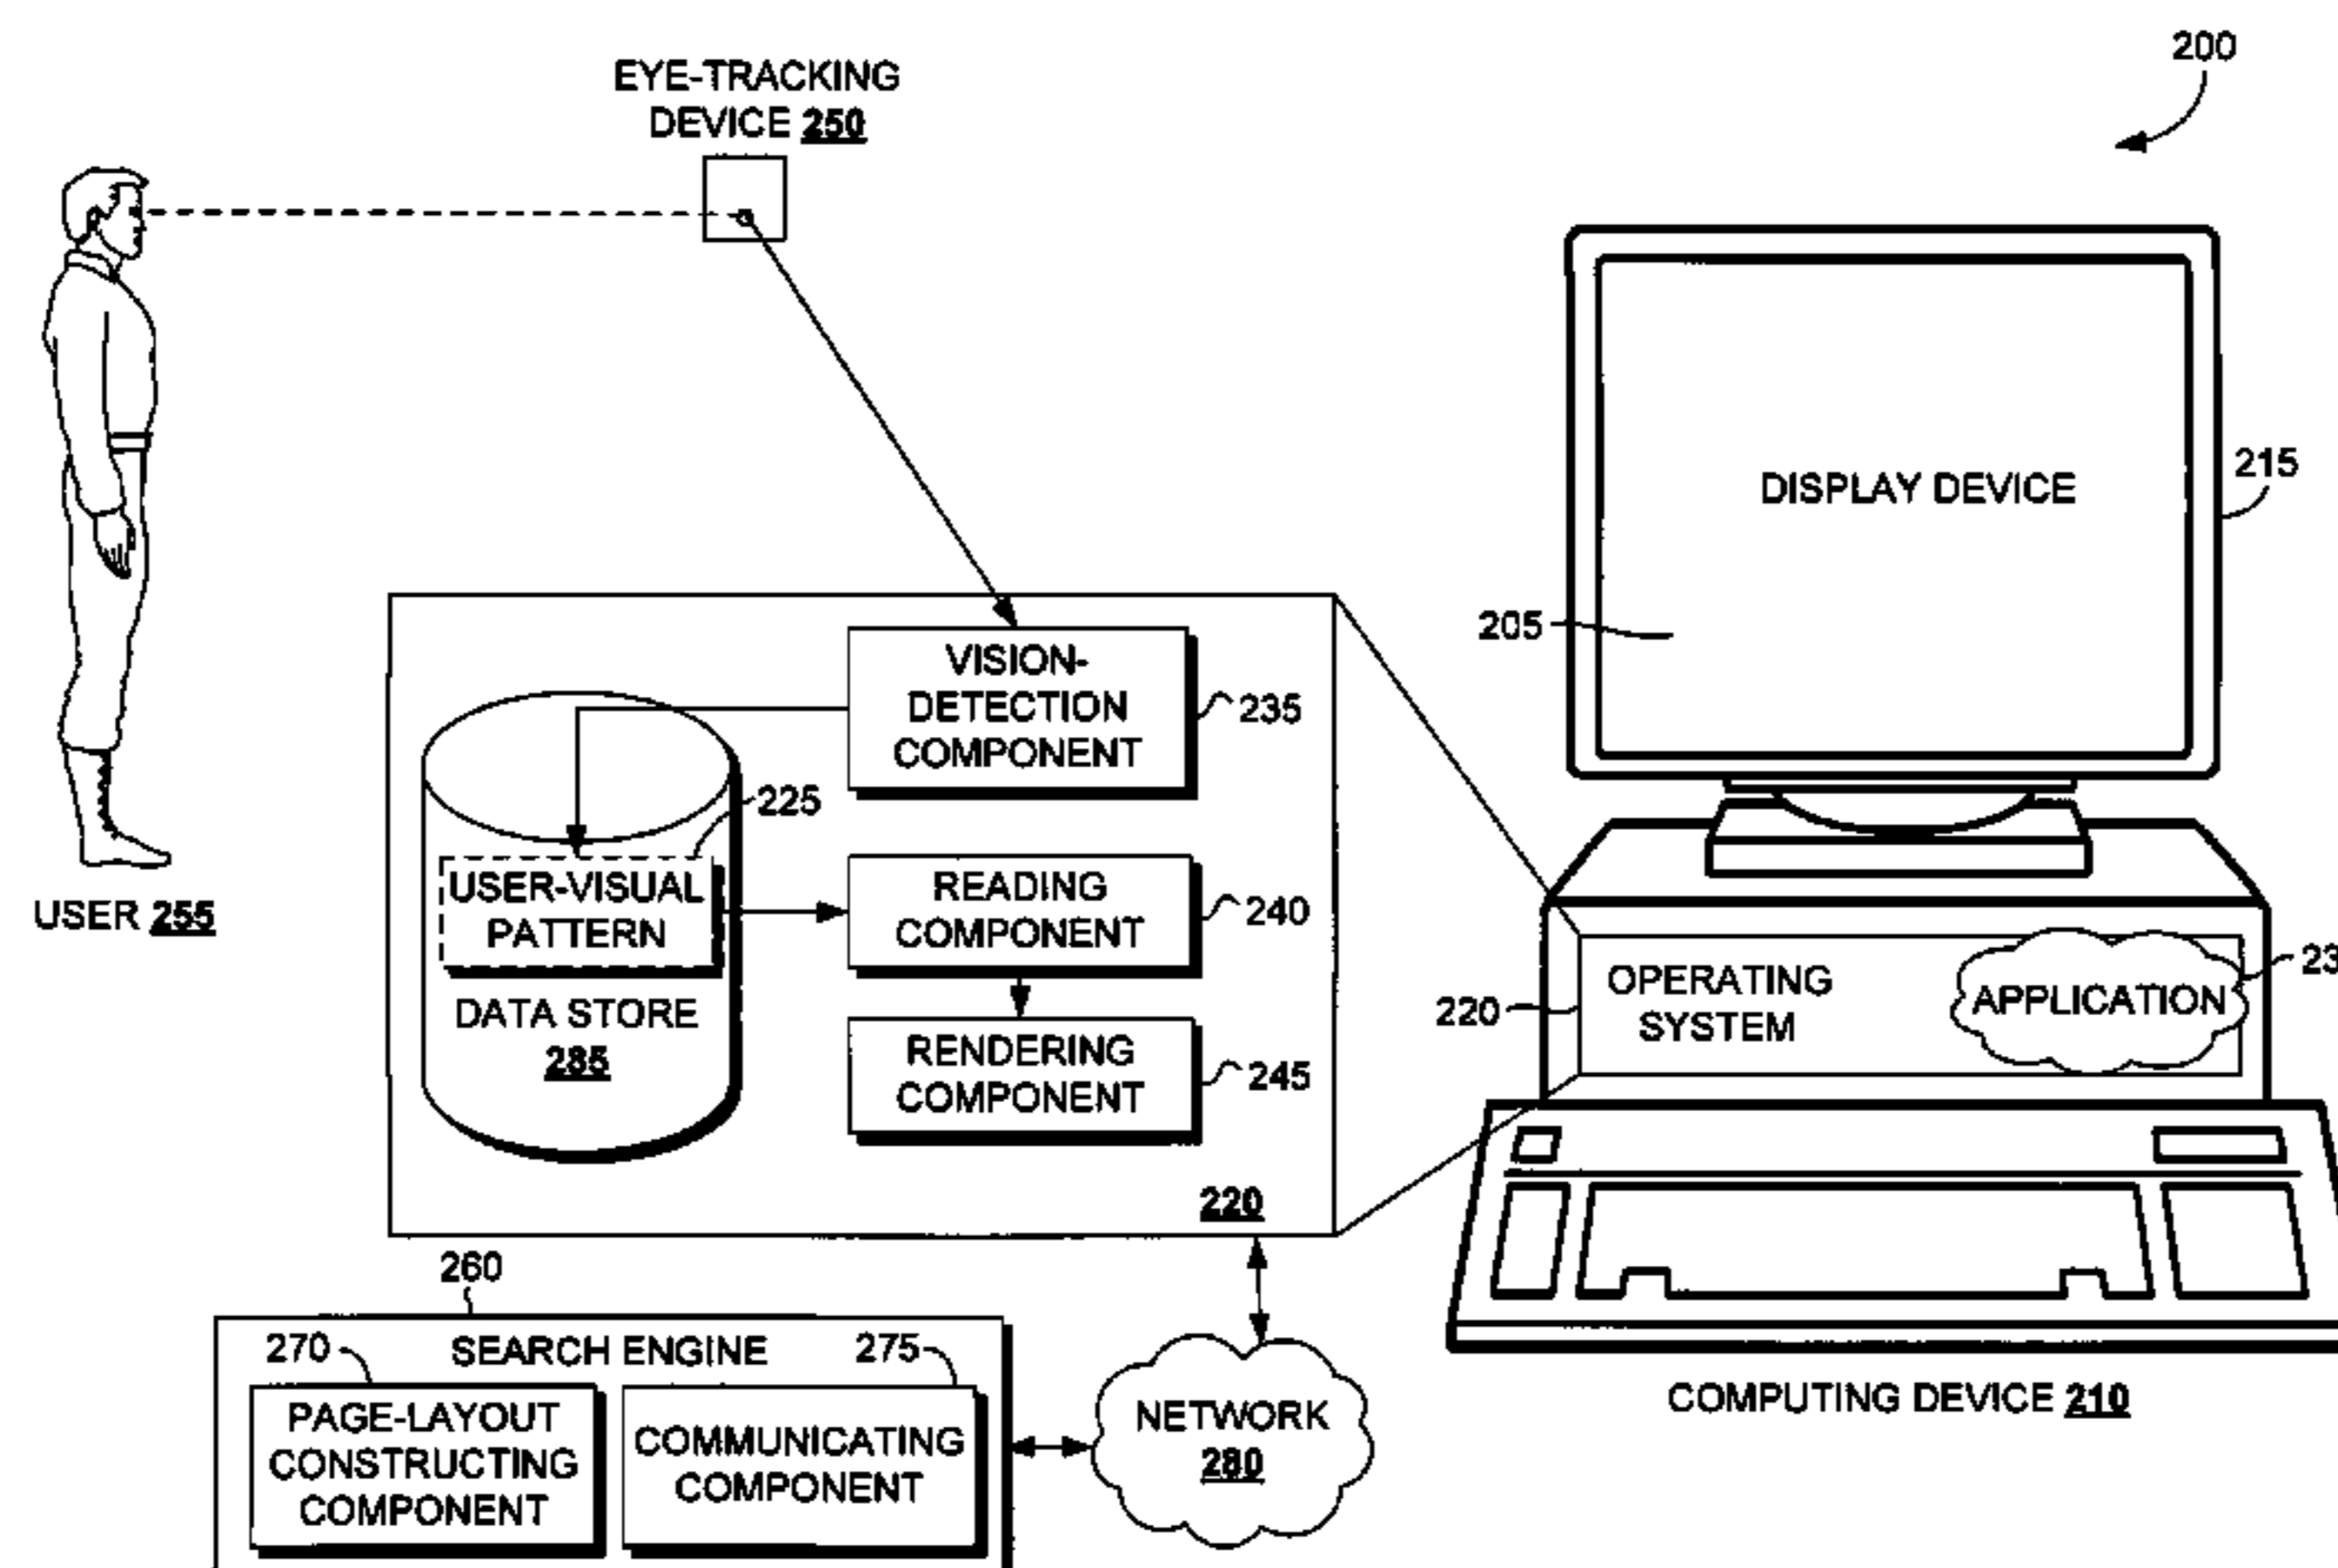 200
EYE-TRACKING
DEVICE 250
DISPLAY DEVICE
215
205
VISION-
DETECTION
COMPONENT
235
225
USER-VISUAL
PATTERN
READING
COMPONENT
240
USER 255
DATA STORE
285
RENDERING
COMPONENT
245
220
OPERATING
SYSTEM
APPLICATION
23
220
260
SEARCH ENGINE
270
275
PAGE-LAYOUT
CONSTRUCTING
COMPONENT
COMMUNICATING
COMPONENT
NETWORK
280
COMPUTING DEVICE 210